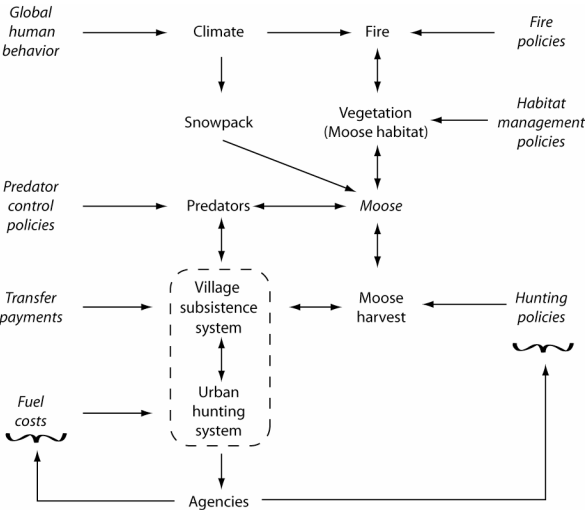 Global
human
behavior
Climate
Fire
Fire
policies
Snowpack
Vegetation
(Moose habitat)
Habitat
management
policies
Predator
control
policies
Predators
Moose
Transfer
payments
Village
subsistence
system
Moose
harvest
Hunting
policies
Fuel
costs
Urban
hunting
system
Agencies